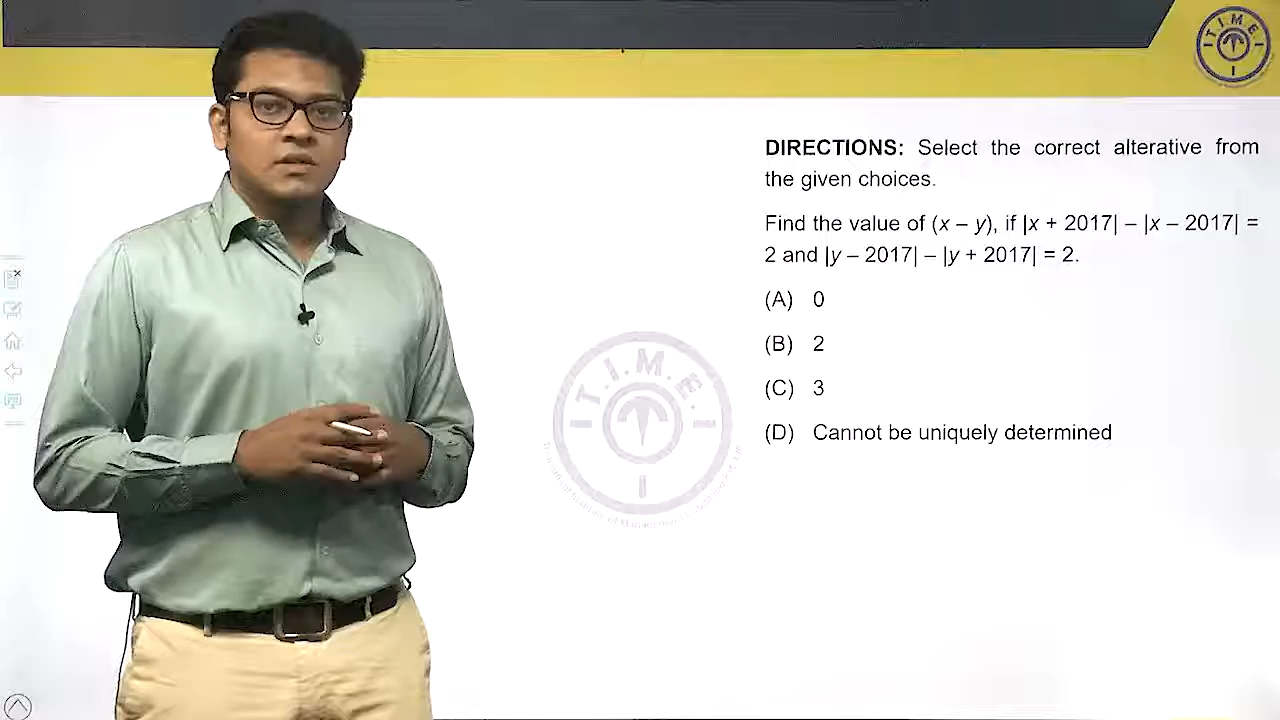 T I M E
DIRECTIONS: Select the correct alterative from
the given choices.
Find the value of (x – y), if |x + 2017| – |x – 2017| =
2 and |y – 2017| – |y + 2017| = 2.
(A) 0
(B) 2
(C) 3
(D) Cannot be uniquely determined
T.I.M.E.